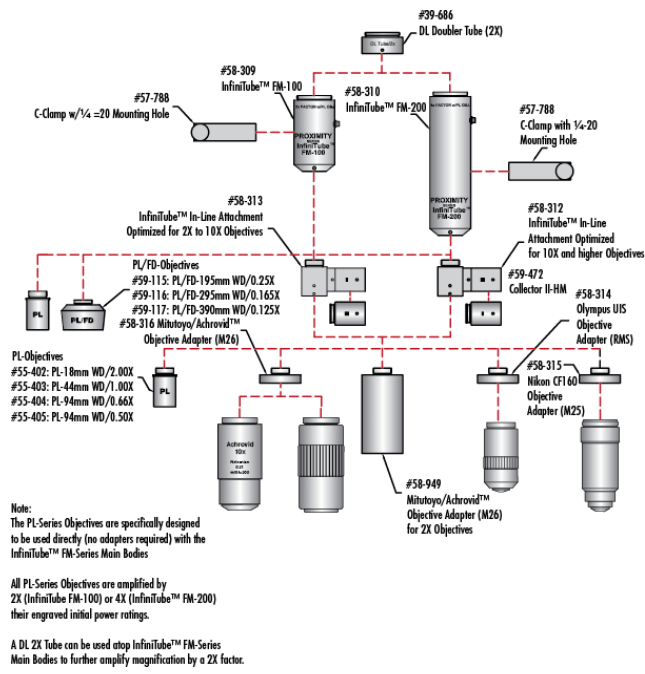 #39-686
DL Doubler Tube (2X)
DL Tube/2x
#58-309
InfiniTube™ FM-100
#58-310
InfiniTube™ FM-200
#57-788
C-Clamp w/¼ =20 Mounting Hole
#57-788
C-Clamp with ¼-20
Mounting Hole
PROXIMITY
InfiniTube™
FM-100
PROXIMITY
InfiniTube™
FM-200
#58-313
InfiniTube™ In-Line Attachment
Optimized for 2X to 10X Objectives
#58-312
InfiniTube™ In-Line
Attachment Optimized
for 10X and higher Objectives
#59-472
Collector II-HM
PL
PL/FD
PL/FD-Objectives
#59-115: PL/FD-195mm WD/0.25X
#59-116: PL/FD-295mm WD/0.165X
#59-117: PL/FD-390mm WD/0.125X
#58-316 Mitutoyo/Achrovid™
Objective Adapter (M26)
#58-314
Olympus UIS
Objective
Adapter (RMS)
#58-315
Nikon CF160
Objective
Adapter (M25)
PL-Objectives
#55-402: PL-18mm WD/2.00X
#55-403: PL-44mm WD/1.00X
#55-404: PL-94mm WD/0.66X
#55-405: PL-94mm WD/0.50X
PL
Achrovid
10x
#58-949
Mitutoyo/Achrovid™
Objective Adapter (M26)
for 2X Objectives
Note:
The PL-Series Objectives are specifically designed
to be used directly (no adapters required) with the
InfiniTube™ FM-Series Main Bodies
All PL-Series Objectives are amplified by
2X (InfiniTube FM-100) or 4X (InfiniTube™ FM-200)
their engraved initial power ratings.
A DL 2X Tube can be used atop InfiniTube™ FM-Series
Main Bodies to further amplify magnification by a 2X factor.